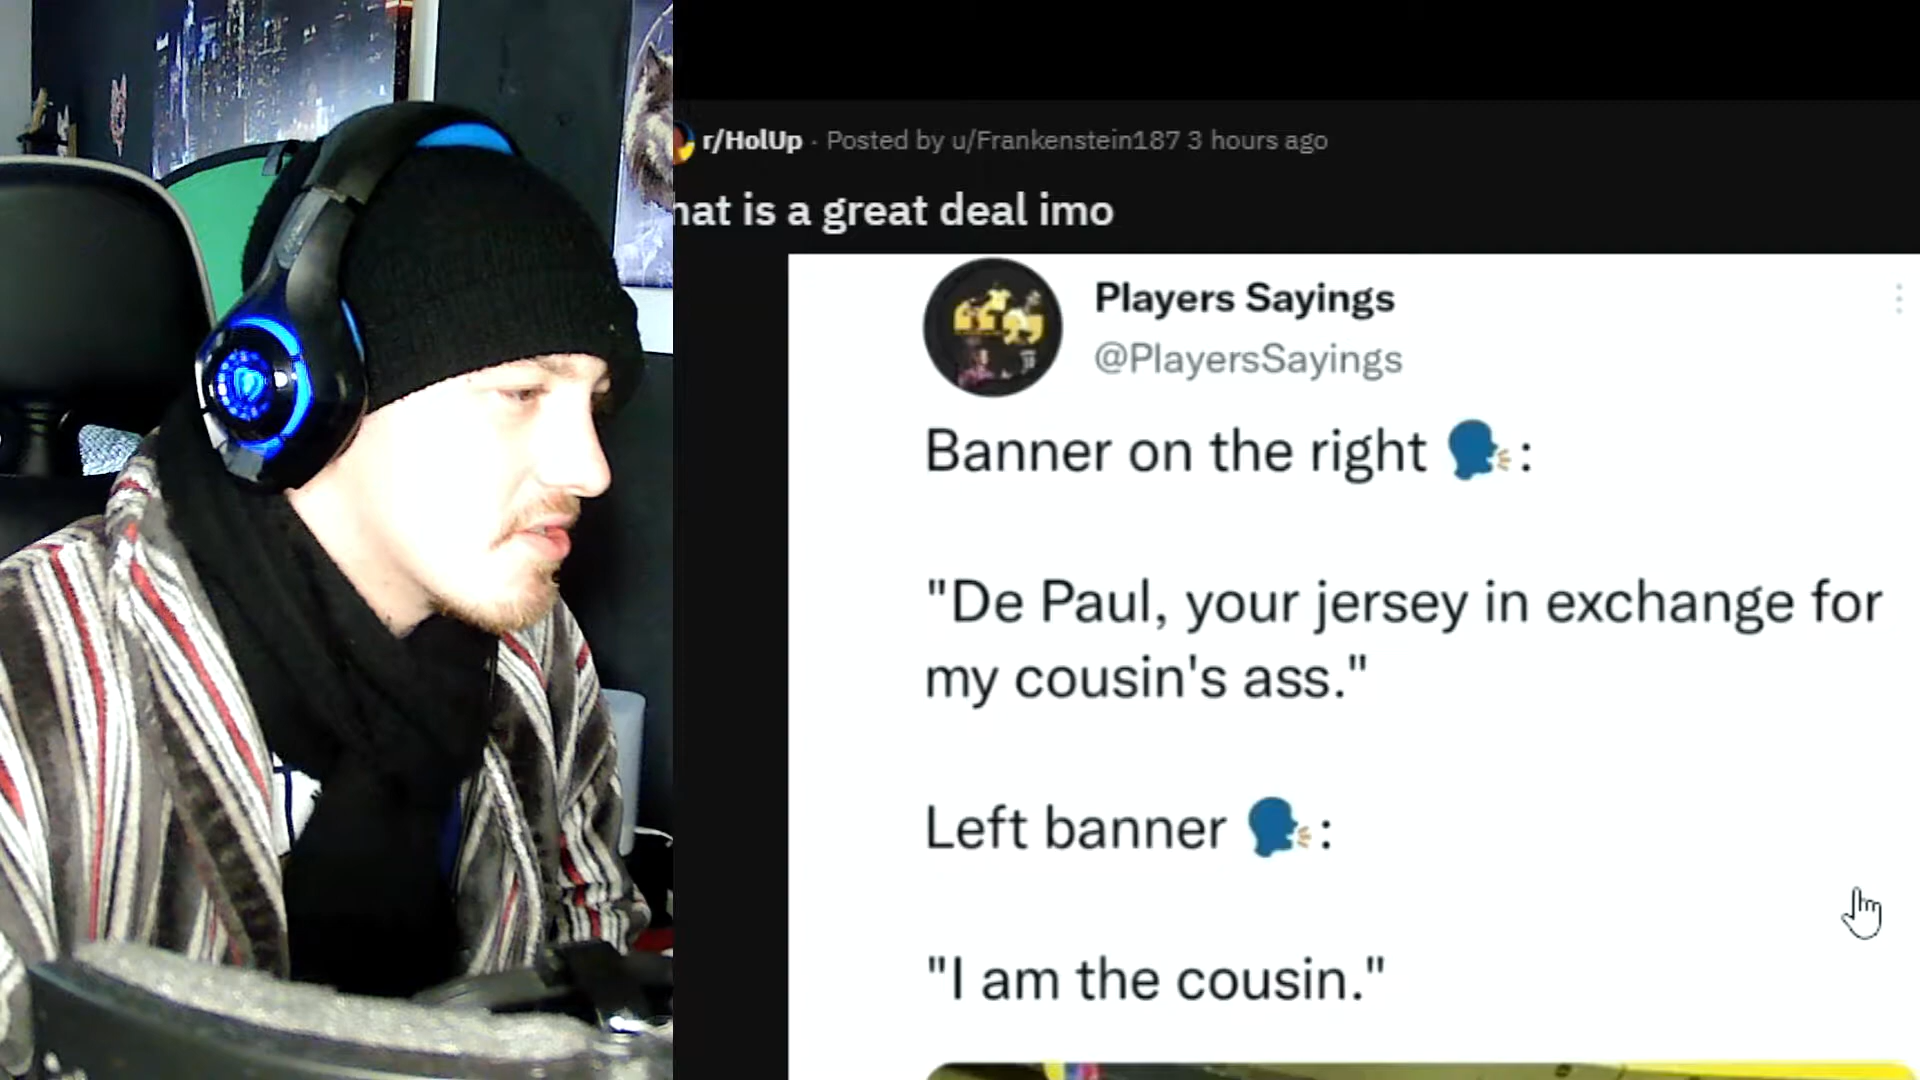 r/HolUp · Posted by u/Frankenstein187 3 hours ago
hat is a great deal imo
Players Sayings
@PlayersSayings
Banner on the right 🗣:
"De Paul, your jersey in exchange for
my cousin's ass."
Left banner 🗣:
"I am the cousin."